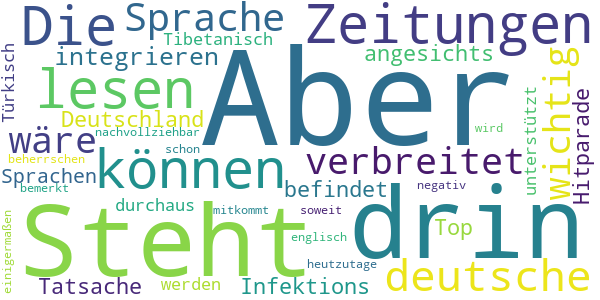 Die
Sprache
Zeitungen
Tibetanisch
integrieren
angesichts
Türkisch
lesen
Aber
Deutschland
wichtig
nachvollziehbar
wäre
schon
wird
verbreitet
beherrschen
können
unterstützt
Hitparade
Sprachen
bemerkt
befindet
negativ
durchaus
mitkommt
soweit
Steht
drin
einigermaßen
Top
englisch
heutzutage
Tatsache
werden
Infektions
deutsche